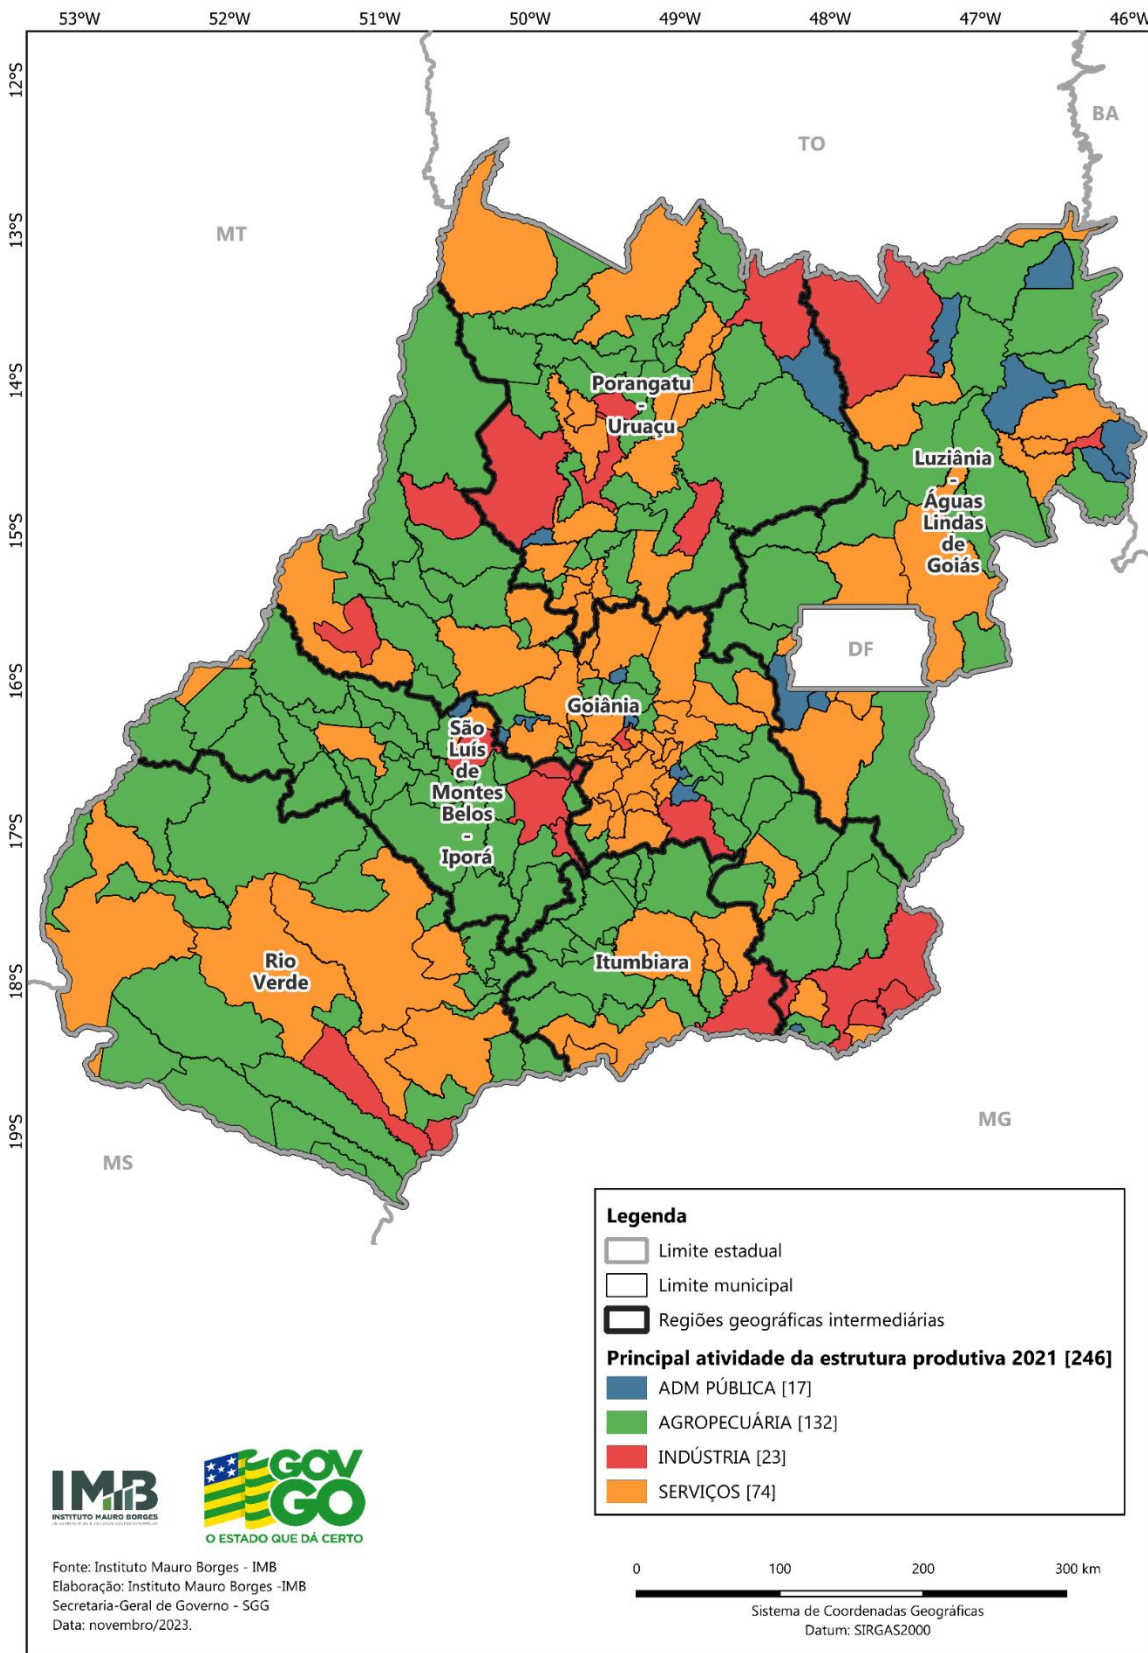 53°W 52°W 51°W 50°W 49°W 48°W 47°W 46°W
12°S
13°S
14°S
15°S
16°S
17°S
18°S
19°S
BA
TO
MT
Porangatu
-
Uruaçu
Luziânia
-
Águas
Lindas
de
Goiás
DF
Goiânia
São
Luís
de
Montes
Belos
-
Iporá
Rio
Verde
Itumbiara
MG
MS
Legenda
Limite estadual
Limite municipal
Regiões geográficas intermediárias
Principal atividade da estrutura produtiva 2021 [246]
ADM PÚBLICA [17]
AGROPECUÁRIA [132]
INDÚSTRIA [23]
SERVIÇOS [74]
IMB
INSTITUTO MAURO BORGES
GOV
GO
O ESTADO QUE DÁ CERTO
Fonte: Instituto Mauro Borges - IMB
Elaboração: Instituto Mauro Borges -IMB
Secretaria-Geral de Governo - SGG
Data: novembro/2023.
0 100 200 300 km
Sistema de Coordenadas Geográficas
Datum: SIRGAS2000